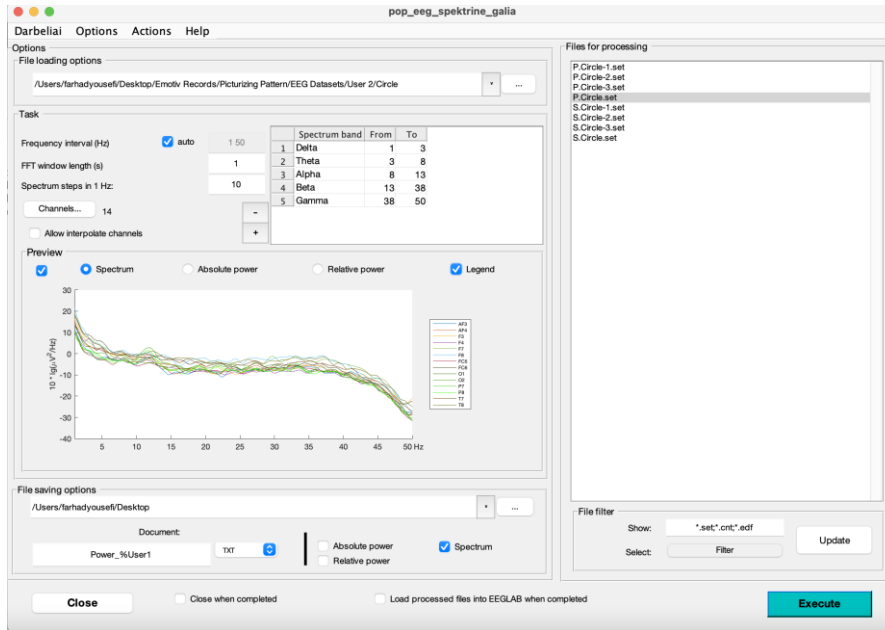 pop_eeg_spektrine_galia
Darbeliai Options Actions Help
Options
File loading options
/Users/farhadyousefi/Desktop/Emotiv Records/Picturizing Pattern/EEG Datasets/User 2/Circle
...
Task
Frequency interval (Hz) auto 1 50
FFT window length (s) 1
Spectrum steps in 1 Hz: 10
Channels... 14
Allow interpolate channels
-
+
Spectrum band From To
1 Delta 1 3
2 Theta 3 8
3 Alpha 8 13
4 Beta 13 38
5 Gamma 38 50
Preview
Spectrum Absolute power Relative power Legend
10 * lg(μV²/Hz)
30
20
10
0
-10
-20
-30
-40
5 10 15 20 25 30 35 40 45 50 Hz
AF3
AF4
F3
F4
F7
F8
FC5
FC6
O1
O2
P7
P8
T7
T8
File saving options
/Users/farhadyousefi/Desktop
...
Document:
Power_%User1
TXT
Absolute power
Relative power
Spectrum
Files for processing
P.Circle-1.set
P.Circle-2.set
P.Circle-3.set
P.Circle.set
S.Circle-1.set
S.Circle-2.set
S.Circle-3.set
S.Circle.set
File filter
Show: *.set;*.cnt;*.edf
Select: Filter
Update
Close
Close when completed
Load processed files into EEGLAB when completed
Execute